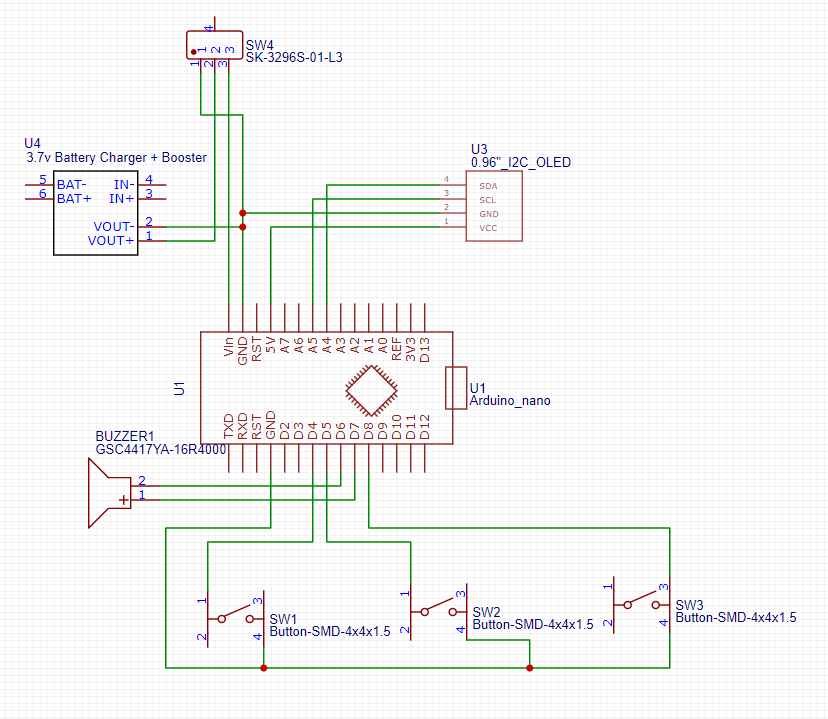 4
1 2 3
SW4
SK-3296S-01-L3
1 2 3
U4
3.7v Battery Charger + Booster
5 BAT- IN- 4
6 BAT+ IN+ 3
VOUT- 2
VOUT+ 1
U3
0.96"_I2C_OLED
4 SDA
3 SCL
2 GND
1 VCC
Vin GND RST 5V A7 A6 A5 A4 A3 A2 A1 A0 REF 3V3 D13
U1
U1
Arduino_nano
TXD RXD RST GND D2 D3 D4 D5 D6 D7 D8 D9 D10 D11 D12
BUZZER1
GSC4417YA-16R4000
2
+ 1
1 3
2 4
SW1
Button-SMD-4x4x1.5
1 3
2 4
SW2
Button-SMD-4x4x1.5
1 3
2 4
SW3
Button-SMD-4x4x1.5